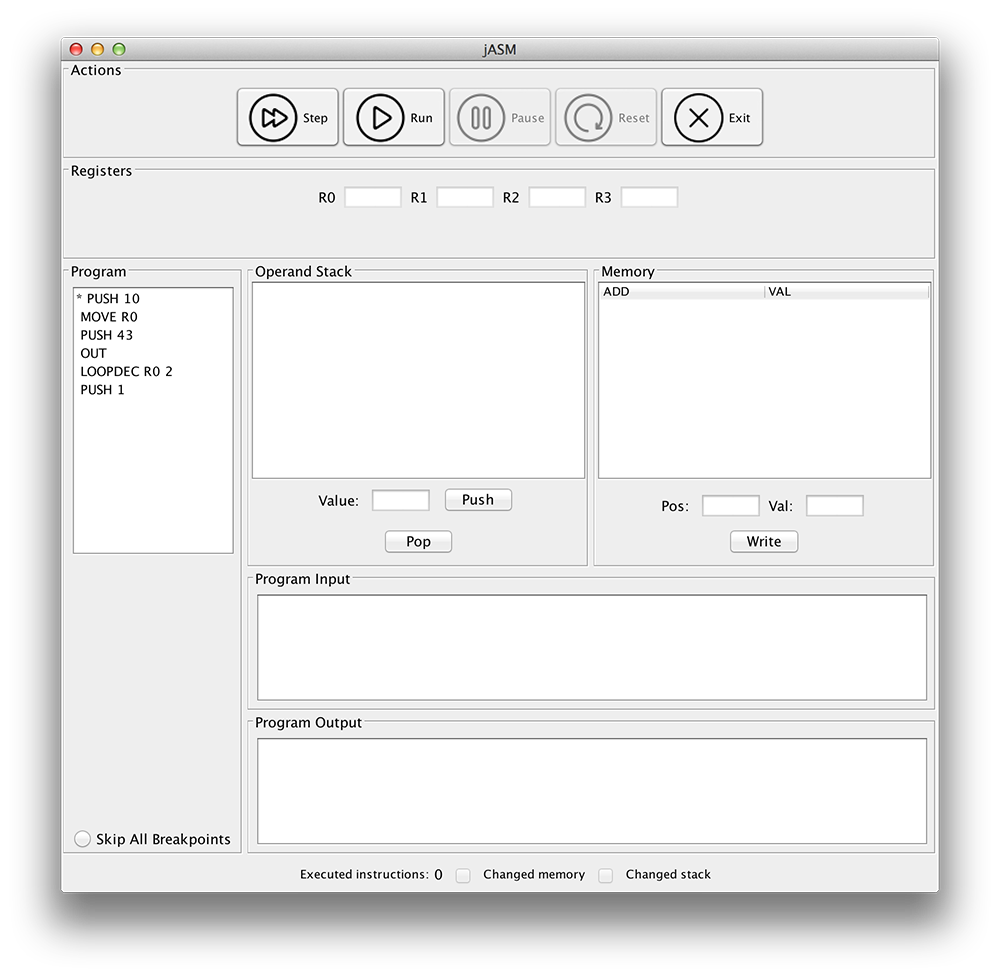 jASM
Actions
Step Run Pause Reset Exit
Registers
R0 R1 R2 R3
Program
* PUSH 10
MOVE R0
PUSH 43
OUT
LOOPDEC R0 2
PUSH 1
Skip All Breakpoints
Operand Stack
Value: Push
Pop
Memory
ADD VAL
Pos: Val:
Write
Program Input
Program Output
Executed instructions: 0 Changed memory Changed stack